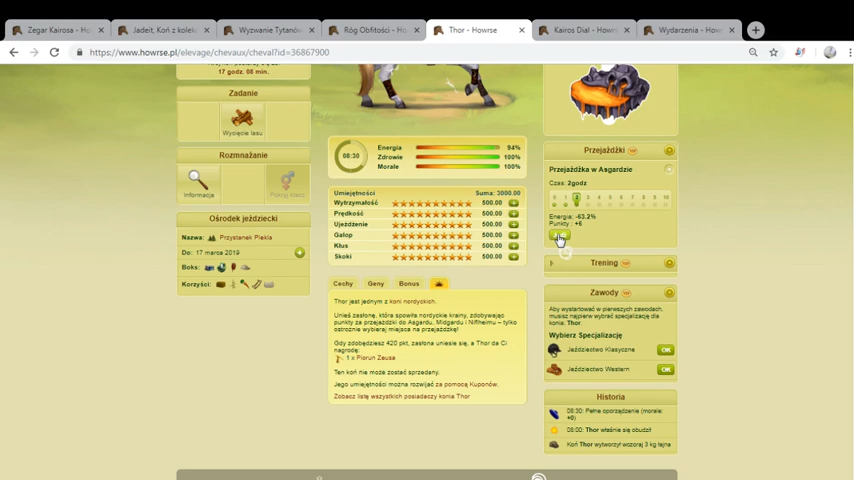 Zegar Kairosa - Ho
Jadeit; Koń z kolek
Wyzwanie Tytanów
Róg Obfitości - Ho
Thor - Howrse
Kairos Dial - Howrs
Wydarzenia - Howrs
https://www.howrse.pl/elevage/chevaux/cheval?id=36867900
17 godz. 08 min.
Zadanie
Wycięcie lasu
Rozmnażanie
Informacja
Pokryj klacz
Ośrodek jeździecki
Nazwa: Przystanek Piekła
Do: 17 marca 2019
Boks:
Korzyści:
08:30
Energia 94%
Zdrowie 100%
Morale 100%
Umiejętności Suma: 3000.00
Wytrzymałość 500.00
Prędkość 500.00
Ujeżdżenie 500.00
Galop 500.00
Kłus 500.00
Skoki 500.00
Cechy Geny Bonus
Thor jest jednym z koni nordyckich.
Unieś zasłonę, która spowiła nordyckie krainy, zdobywając
punkty za przejażdżki do Asgardu, Midgardu i Niflheimu – tylko
ostrożnie wybieraj miejsca na przejażdżkę!
Gdy zdobędziesz 420 pkt, zasłona uniesie się, a Thor da Ci
nagrodę:
1 x Piorun Zeusa
Ten koń nie może zostać sprzedany.
Jego umiejętności można rozwijać za pomocą Kuponów.
Zobacz listę wszystkich posiadaczy konia Thor
Przejażdżki
Przejażdżka w Asgardzie
Czas: 2godz
0 1 2 3 4 5 6 7 8 9 10
Energia: -63.2%
Punkty : +6
Trening
Zawody
Aby wystartować w pierwszych zawodach,
musisz najpierw wybrać specjalizację dla
konia: Thor.
Wybierz Specjalizację
Jeździectwo Klasyczne OK
Jeździectwo Western OK
Historia
08:30: Pełne oporządzenie (morale:
+0)
08:00: Thor właśnie się obudził
Koń Thor wytworzył wczoraj 3 kg łajna